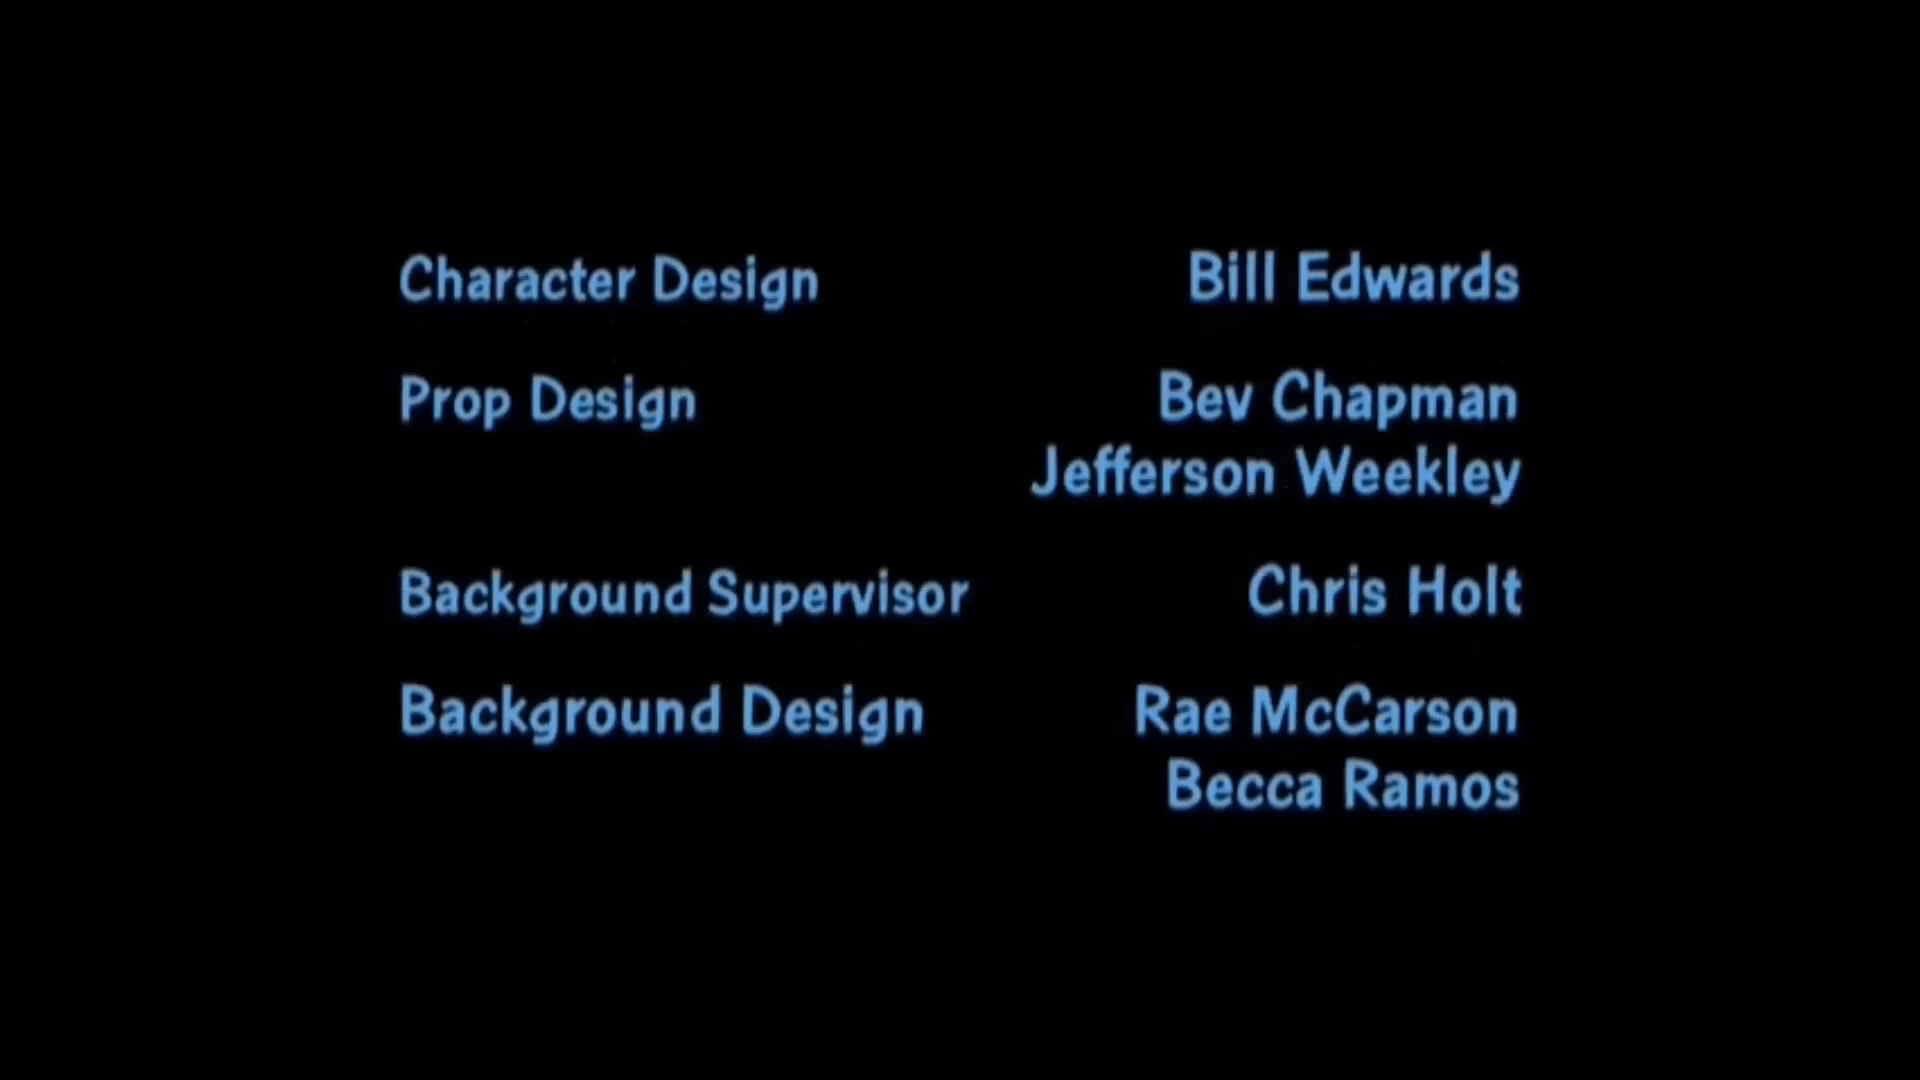 Character Design Bill Edwards
Prop Design Bev Chapman
Jefferson Weekley
Background Supervisor Chris Holt
Background Design Rae McCarson
Becca Ramos